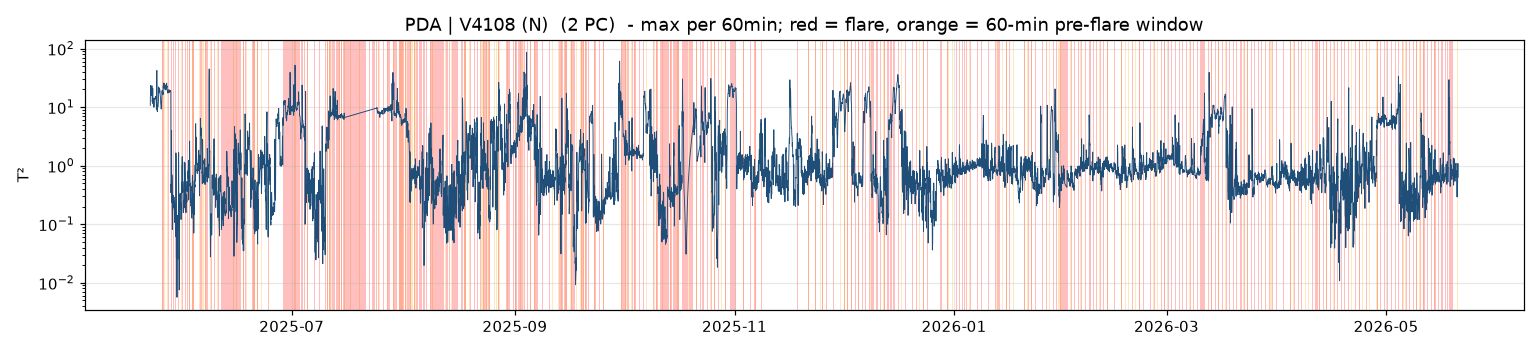 PDA | V4108 (N)  (2 PC)  - max per 60min; red = flare, orange = 60-min pre-flare window
T²
10²
10¹
10⁰
10⁻¹
10⁻²
2025-07 2025-09 2025-11 2026-01 2026-03 2026-05